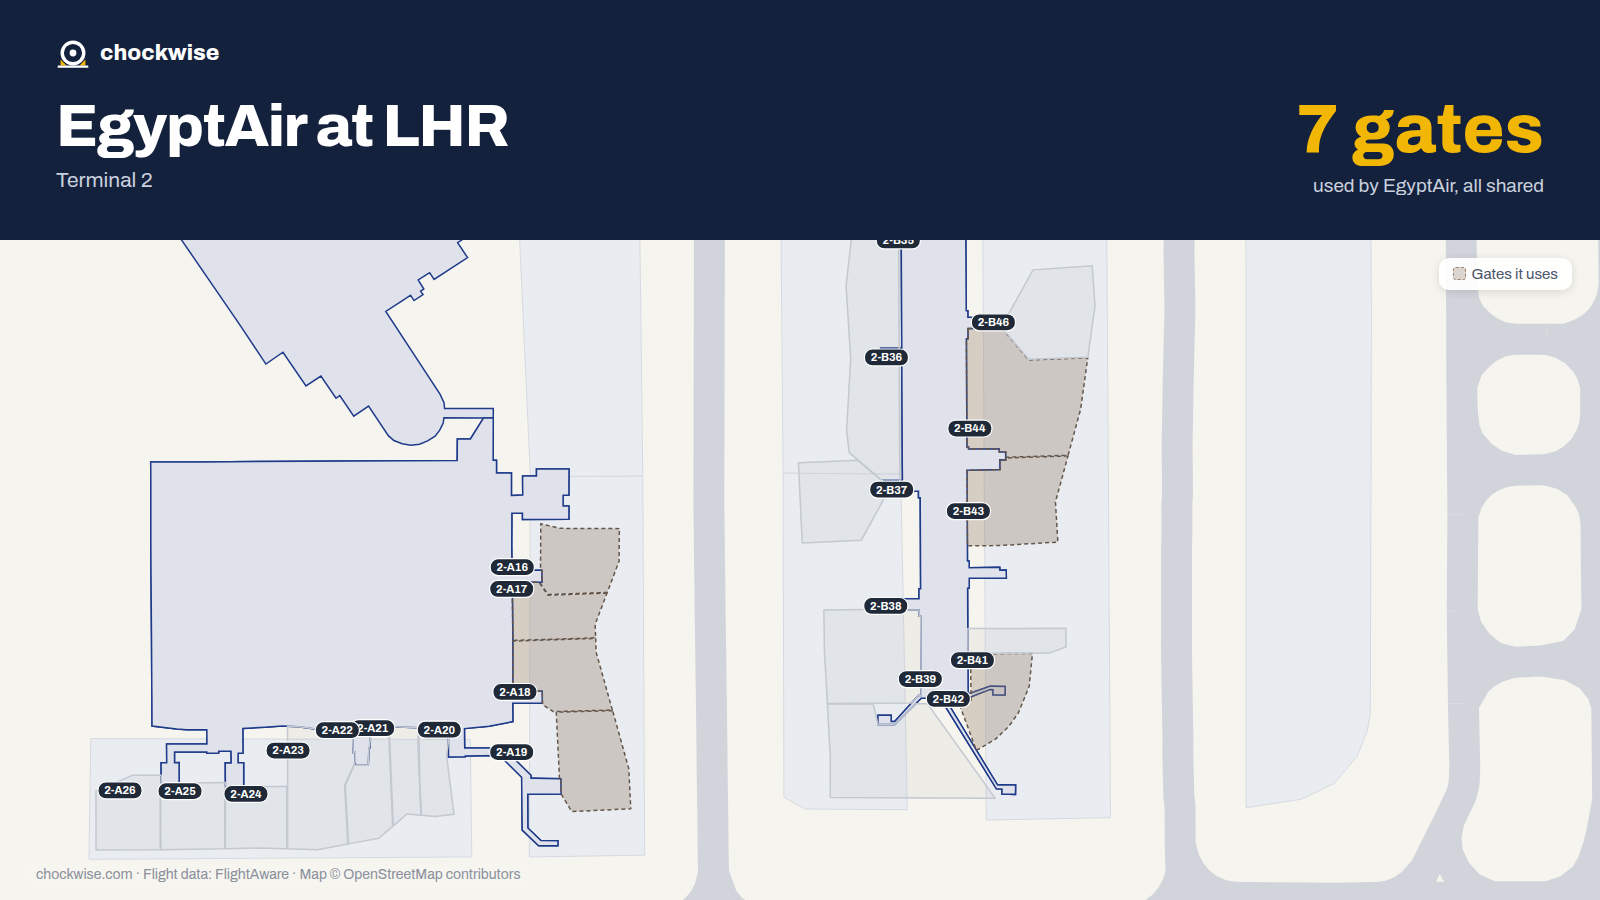 chockwise
EgyptAir at LHR
Terminal 2
7 gates
used by EgyptAir, all shared
Gates it uses
2-B35
2-B46
2-B36
2-B44
2-B37
2-B43
2-A16
2-A17
2-B38
2-B41
2-B39
2-A18
2-B42
2-A22
2-A21
2-A20
2-A23
2-A19
2-A26
2-A25
2-A24
chockwise.com · Flight data: FlightAware · Map © OpenStreetMap contributors